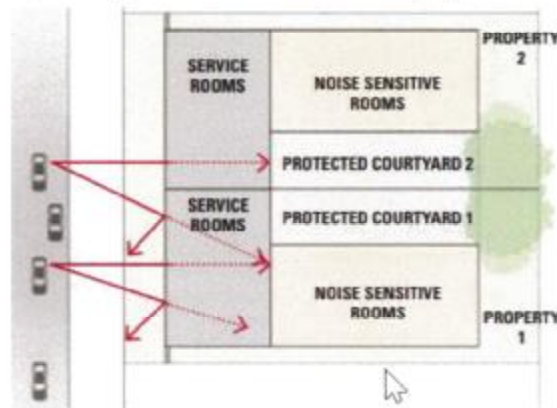 PROPERTY
2
SERVICE
ROOMS
NOISE SENSITIVE
ROOMS
PROTECTED COURTYARD 2
SERVICE
ROOMS
PROTECTED COURTYARD 1
NOISE SENSITIVE
ROOMS
PROPERTY
1